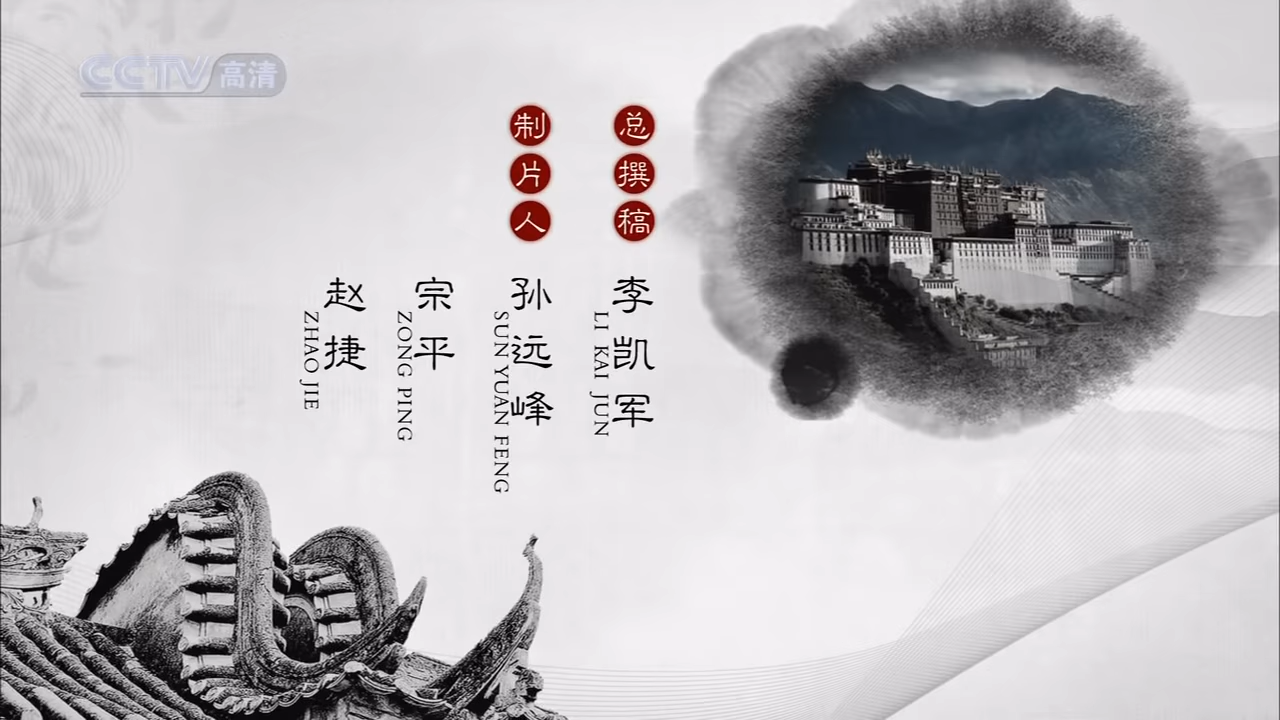 CCTV高清
总撰稿
李凯军
LI KAI JUN
制片人
孙远峰
SUN YUAN FENG
宗平
ZONG PING
赵捷
ZHAO JIE